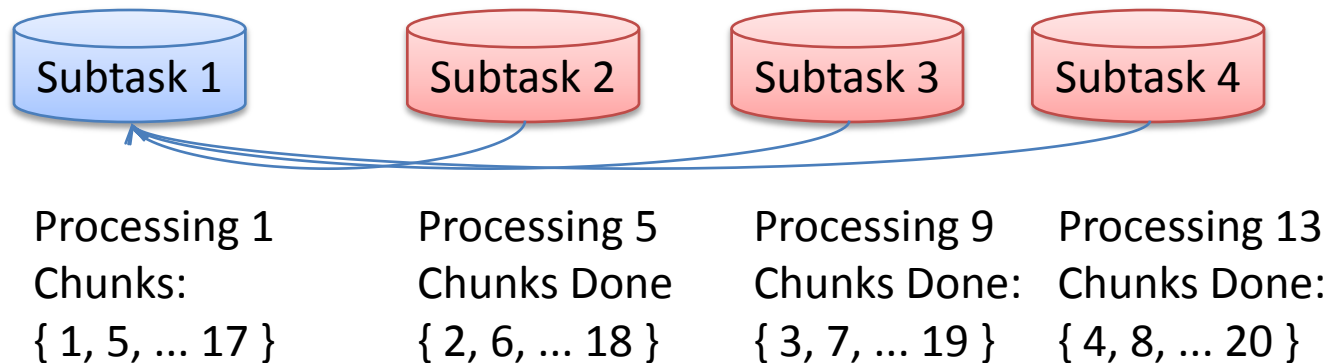 Subtask 1
Subtask 2
Subtask 3
Subtask 4
Processing 1
Chunks:
{ 1, 5, ... 17 }
Processing 5
Chunks Done
{ 2, 6, ... 18 }
Processing 9
Chunks Done:
{ 3, 7, ... 19 }
Processing 13
Chunks Done:
{ 4, 8, ... 20 }